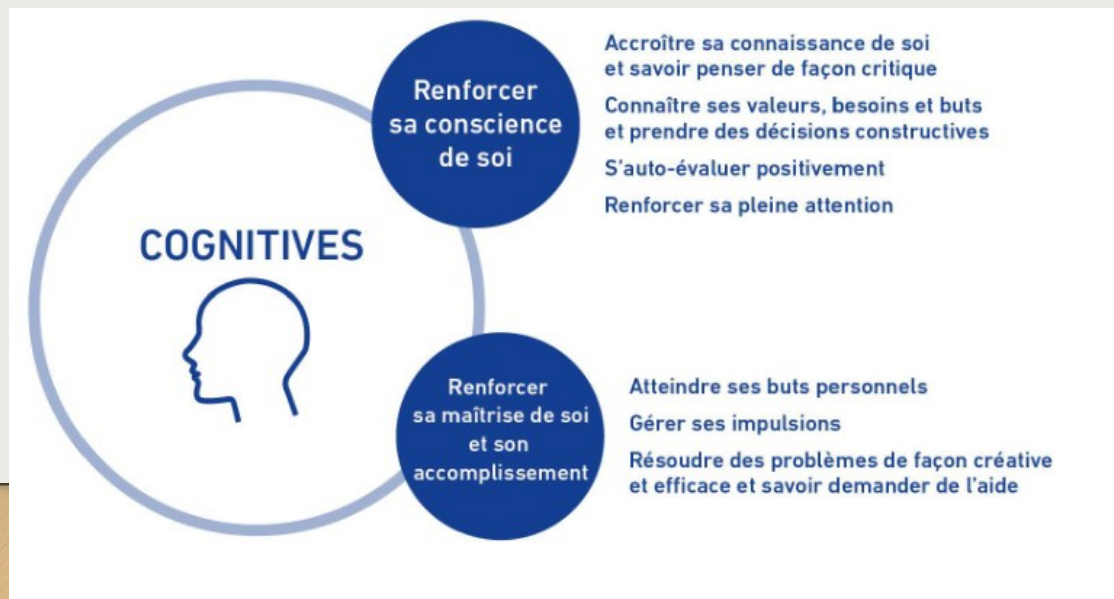 COGNITIVES
Renforcer
sa conscience
de soi
Accroître sa connaissance de soi
et savoir penser de façon critique
Connaître ses valeurs, besoins et buts
et prendre des décisions constructives
S'auto-évaluer positivement
Renforcer sa pleine attention
Renforcer
sa maîtrise de soi
et son
accomplissement
Atteindre ses buts personnels
Gérer ses impulsions
Résoudre des problèmes de façon créative
et efficace et savoir demander de l'aide